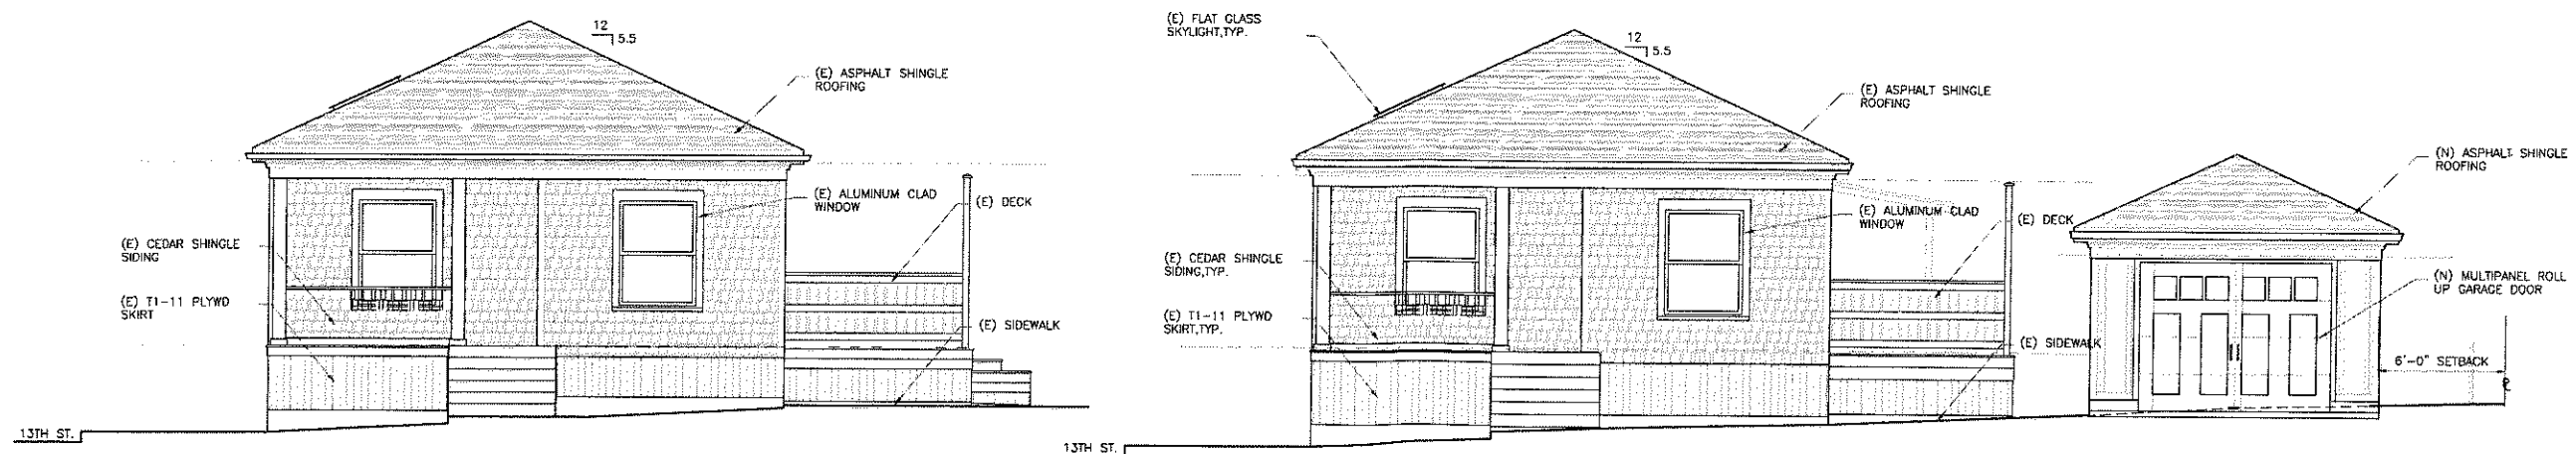 12
5.5
(E) ASPHALT SHINGLE
ROOFING
(E) ALUMINUM CLAD
WINDOW
(E) DECK
(E) CEDAR SHINGLE
SIDING
(E) T1-11 PLYWD
SKIRT
(E) SIDEWALK
13TH ST.
(E) FLAT GLASS
SKYLIGHT,TYP.
12
5.5
(E) ASPHALT SHINGLE
ROOFING
(N) ASPHALT SHINGLE
ROOFING
(E) ALUMINUM CLAD
WINDOW
(E) DECK
(E) CEDAR SHINGLE
SIDING,TYP.
(N) MULTIPANEL ROLL
UP GARAGE DOOR
(E) T1-11 PLYWD
SKIRT,TYP.
(E) SIDEWALK
6'-0" SETBACK
℄
13TH ST.